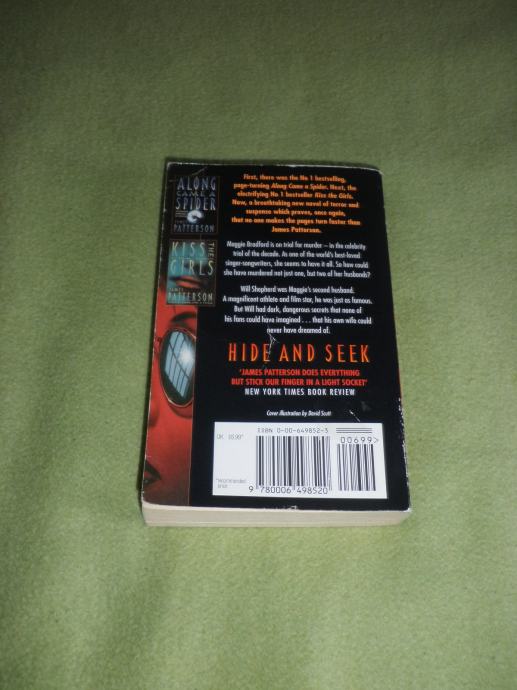 ALONG
CAME A
SPIDER
PATTERSON
KISS THE
GIRLS
JAMES
PATTERSON
First, there was the No 1 bestselling,
page-turning Along Came a Spider. Next, the
electrifying No 1 bestseller Kiss the Girls.
Now, a breathtaking new novel of terror and
suspense which proves, once again,
that no one makes the pages turn faster than
James Patterson.
Maggie Bradford is on trial for murder – in the celebrity
trial of the decade. As one of the world's best-loved
singer-songwriters, she seems to have it all. So how could
she have murdered not just one, but two of her husbands?
Will Shepherd was Maggie's second husband.
A magnificent athlete and film star, he was just as famous.
But Will had dark, dangerous secrets that none of
his fans could have imagined . . . that his own wife could
never have dreamed of.
HIDE AND SEEK
'JAMES PATTERSON DOES EVERYTHING
BUT STICK OUR FINGER IN A LIGHT SOCKET'
NEW YORK TIMES BOOK REVIEW
Cover illustration by David Scutt
ISBN 0-00-649852-3
UK £6.99*
00699>
*recommended
price
9 780006 498520